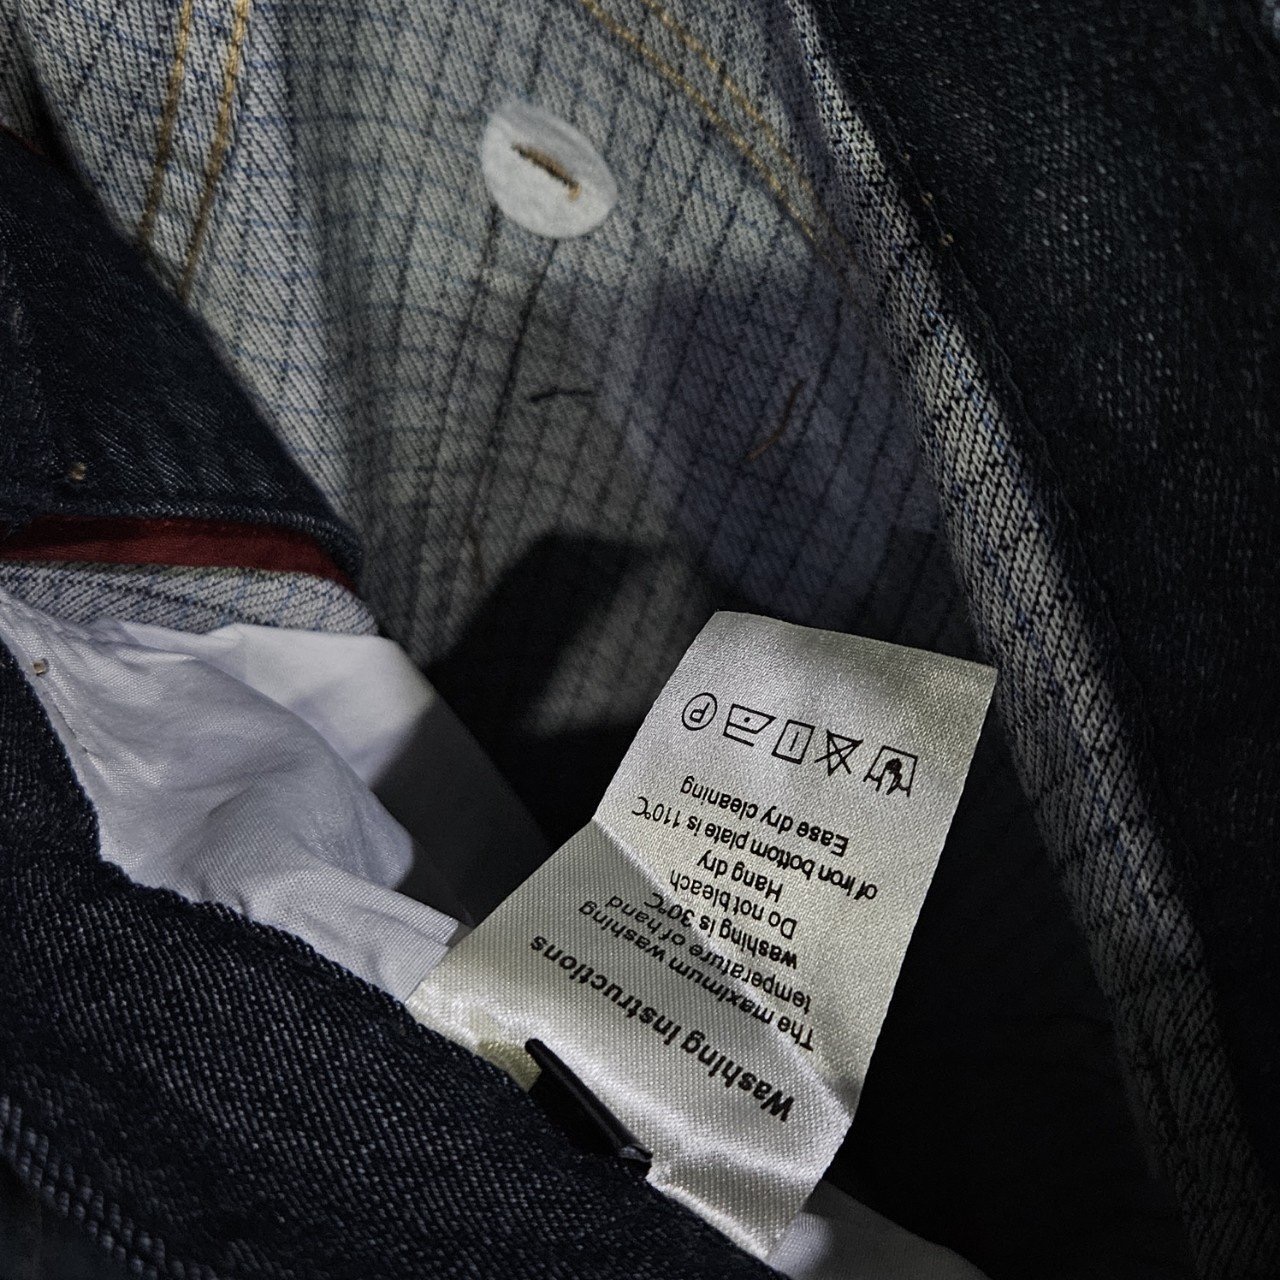 Washing Instructions
The maximum washing
temperature of hand
washing is 30℃
Do not bleach
Hang dry
of iron bottom plate is 110℃
Ease dry cleaning
P